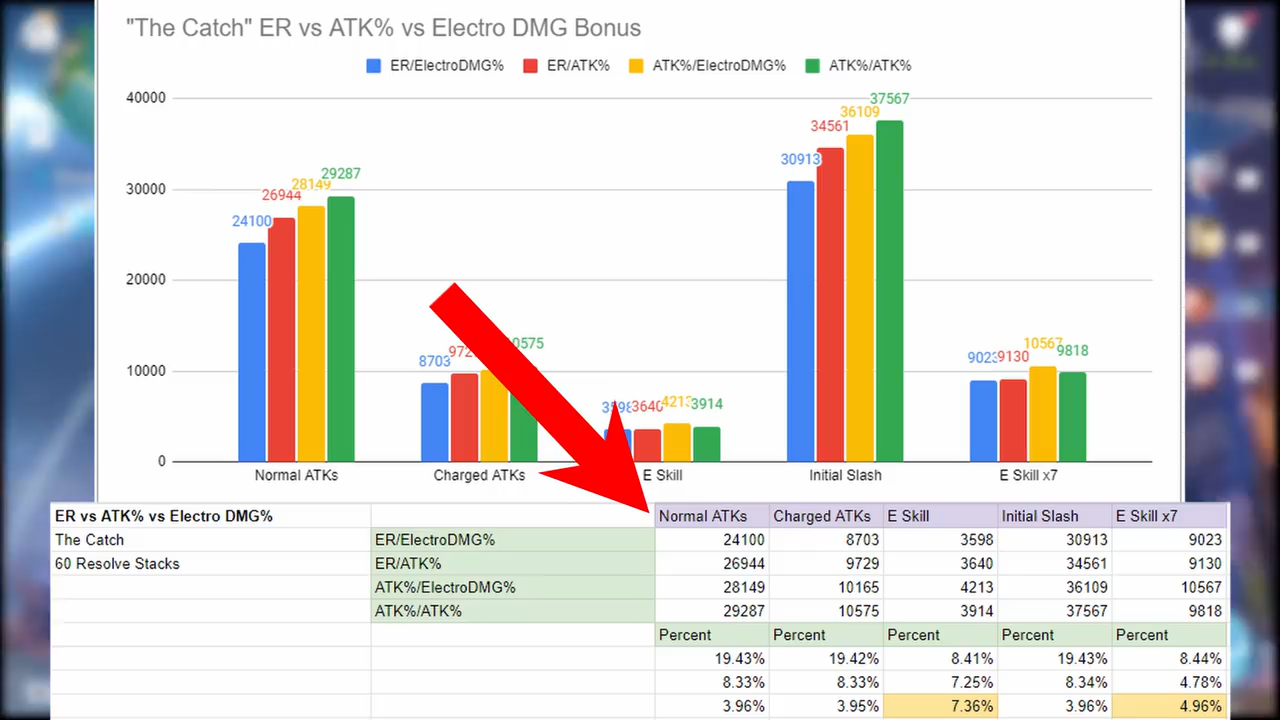 "The Catch" ER vs ATK% vs Electro DMG Bonus
ER/ElectroDMG% ER/ATK% ATK%/ElectroDMG% ATK%/ATK%
40000
37567
36109
34561
30913
30000
29287
28149
26944
24100
20000
10000
8703
3640 4213 3914
9023 9130 10567 9818
0
Normal ATKs Charged ATKs E Skill Initial Slash E Skill x7
ER vs ATK% vs Electro DMG% Normal ATKs Charged ATKs E Skill Initial Slash E Skill x7
The Catch ER/ElectroDMG% 24100 8703 3598 30913 9023
60 Resolve Stacks ER/ATK% 26944 9729 3640 34561 9130
ATK%/ElectroDMG% 28149 10165 4213 36109 10567
ATK%/ATK% 29287 10575 3914 37567 9818
Percent Percent Percent Percent Percent
19.43% 19.42% 8.41% 19.43% 8.44%
8.33% 8.33% 7.25% 8.34% 4.78%
3.96% 3.95% 7.36% 3.96% 4.96%